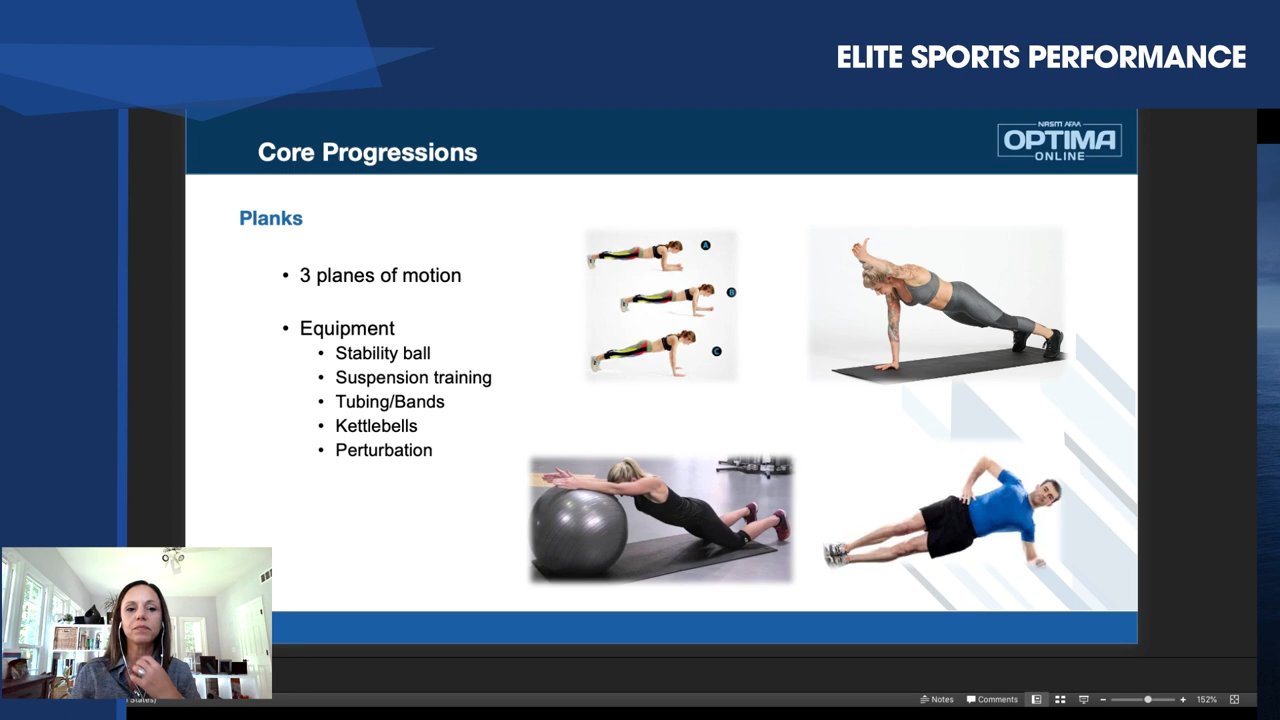 ELITE SPORTS PERFORMANCE
Core Progressions
NASM AFAA
OPTIMA
ONLINE
Planks
• 3 planes of motion
• Equipment
• Stability ball
• Suspension training
• Tubing/Bands
• Kettlebells
• Perturbation
A
B
C
States)
Notes
Comments
152%